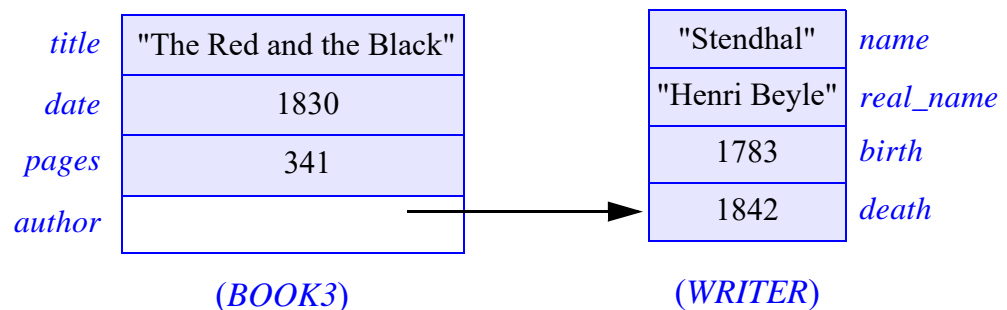 title "The Red and the Black" "Stendhal" name
date 1830 "Henri Beyle" real_name
pages 341 1783 birth
author 1842 death
(BOOK3) (WRITER)